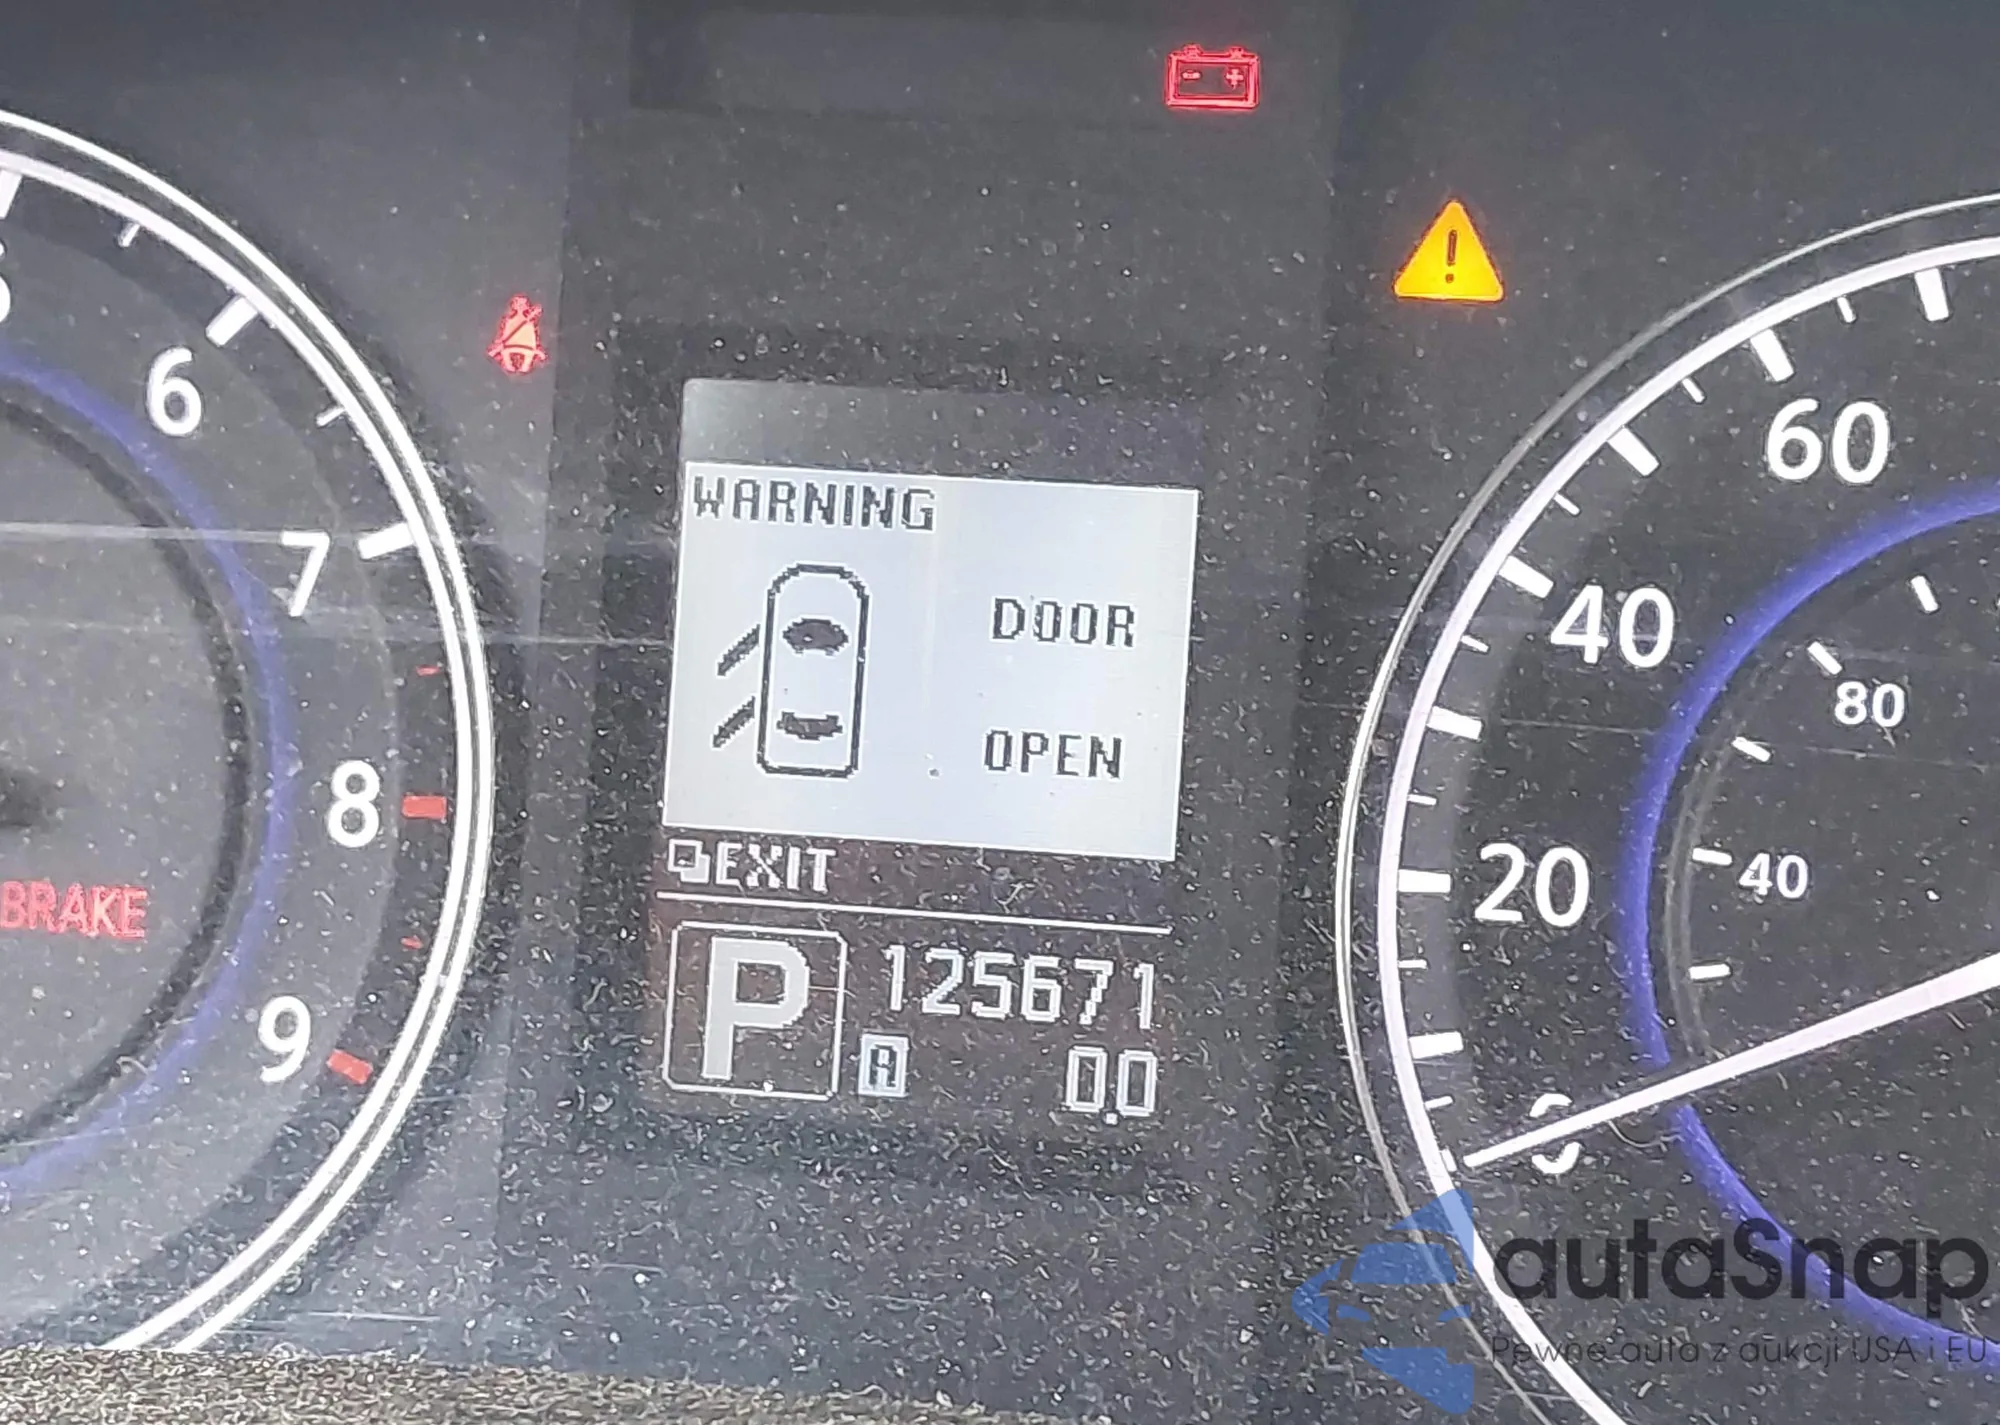 6
7
8
9
BRAKE
WARNING
DOOR
OPEN
EXIT
P
125671
A
0.0
60
40
20
0
80
40
autaSnap
Pewne auta z aukcji USA i EU